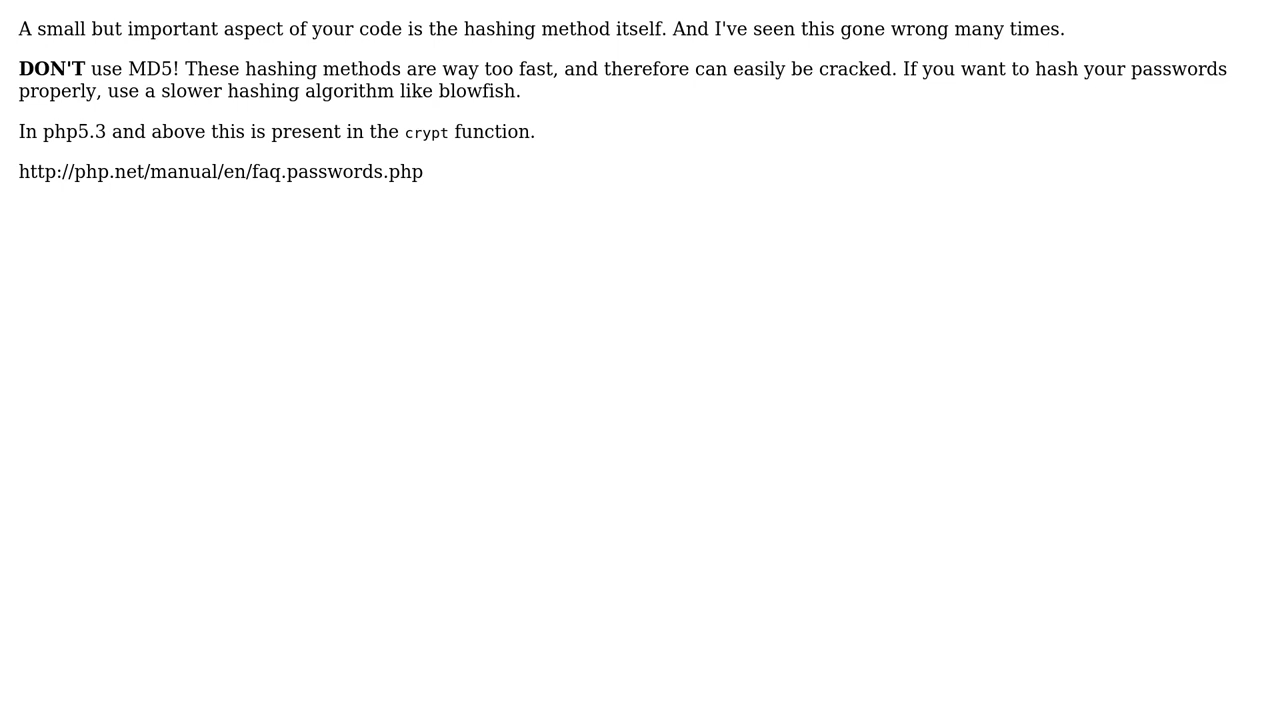 A small but important aspect of your code is the hashing method itself. And I've seen this gone wrong many times.
DON'T use MD5! These hashing methods are way too fast, and therefore can easily be cracked. If you want to hash your passwords
properly, use a slower hashing algorithm like blowfish.
In php5.3 and above this is present in the crypt function.
http://php.net/manual/en/faq.passwords.php